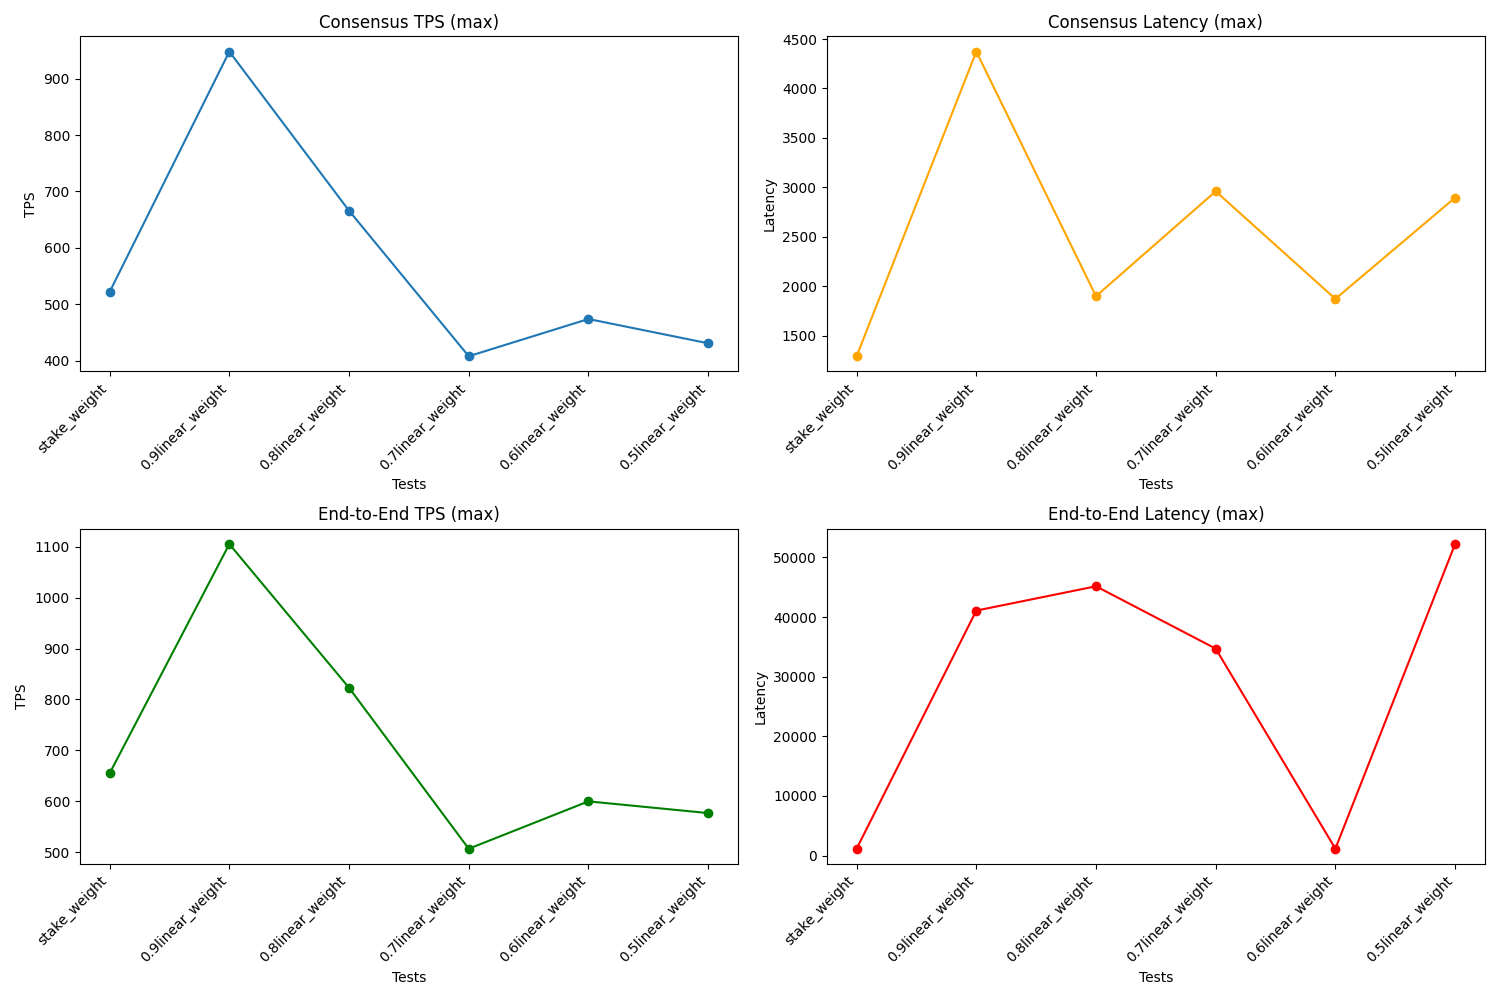 Consensus TPS (max)
TPS
900
800
700
600
500
400
stake_weight
0.9linear_weight
0.8linear_weight
0.7linear_weight
0.6linear_weight
0.5linear_weight
Tests
Consensus Latency (max)
Latency
4500
4000
3500
3000
2500
2000
1500
stake_weight
0.9linear_weight
0.8linear_weight
0.7linear_weight
0.6linear_weight
0.5linear_weight
Tests
End-to-End TPS (max)
TPS
1100
1000
900
800
700
600
500
stake_weight
0.9linear_weight
0.8linear_weight
0.7linear_weight
0.6linear_weight
0.5linear_weight
Tests
End-to-End Latency (max)
Latency
50000
40000
30000
20000
10000
0
stake_weight
0.9linear_weight
0.8linear_weight
0.7linear_weight
0.6linear_weight
0.5linear_weight
Tests